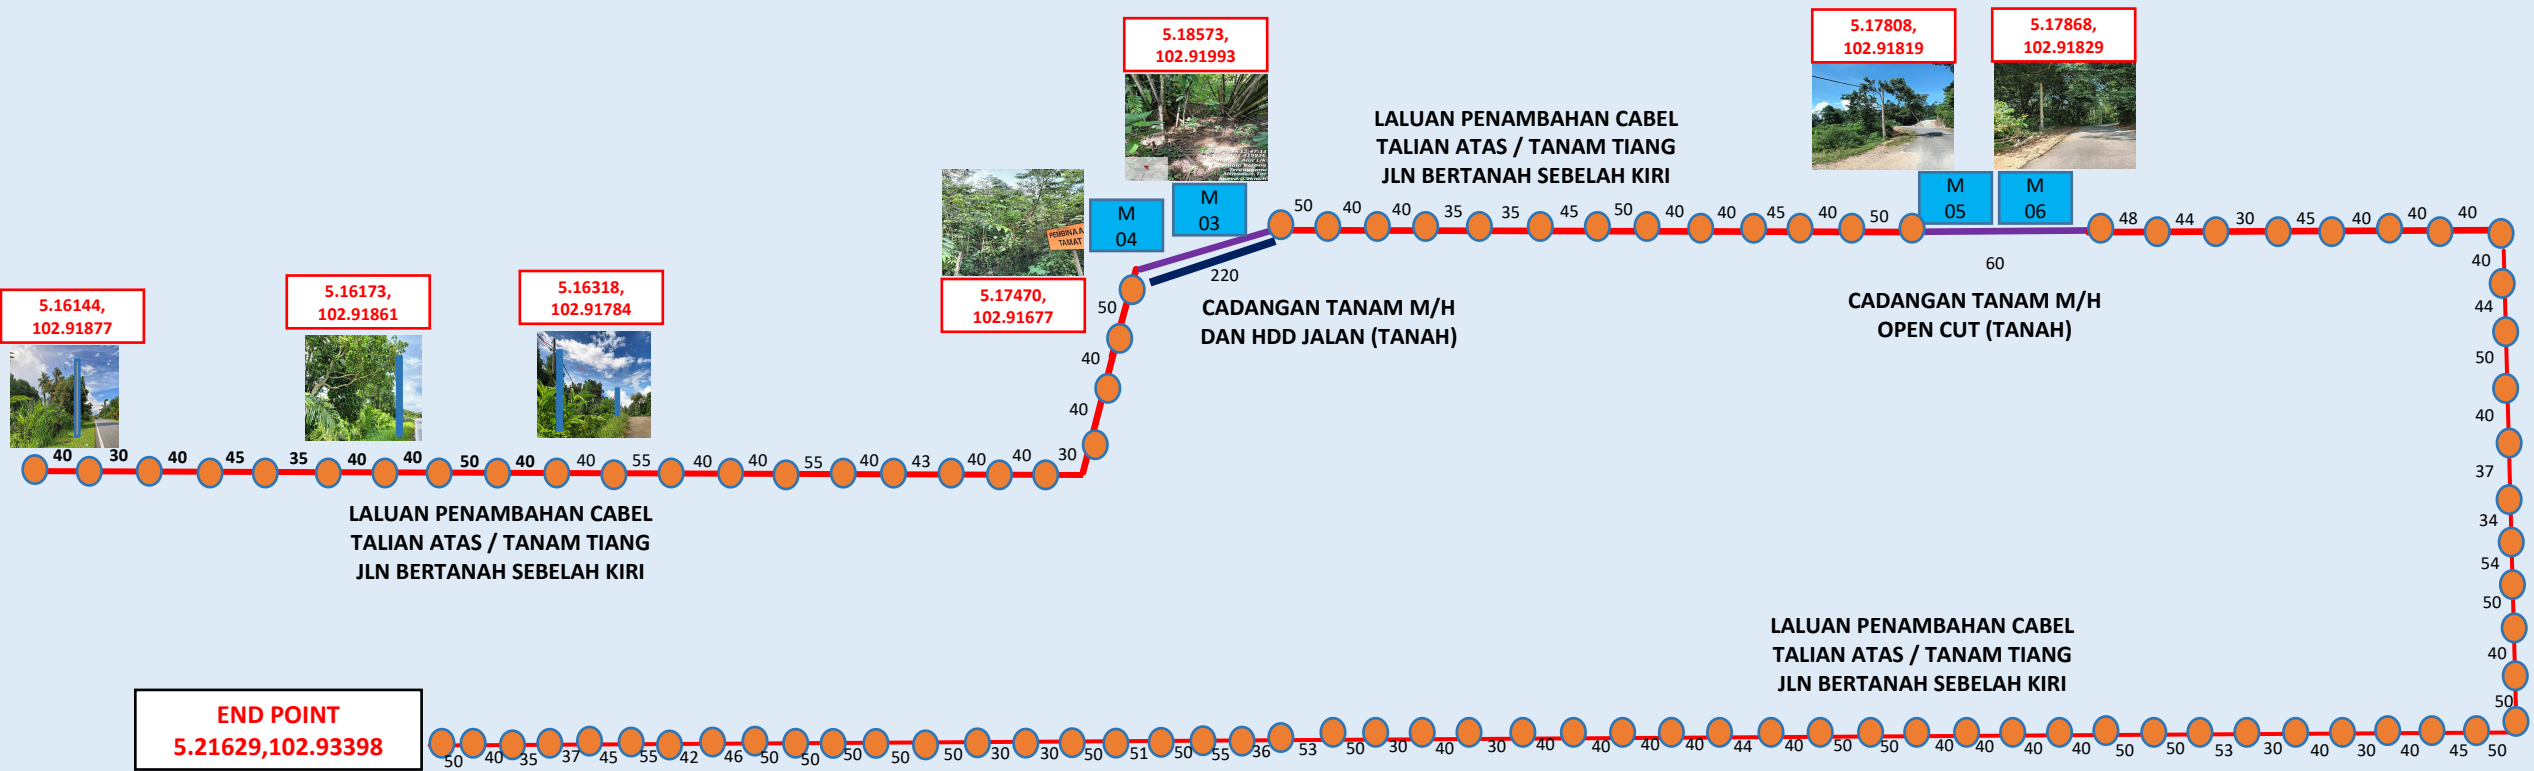 5.18573,
102.91993
5.17808,
102.91819
5.17868,
102.91829
LALUAN PENAMBAHAN CABEL
TALIAN ATAS / TANAM TIANG
JLN BERTANAH SEBELAH KIRI
M
03
M
04
M
05
M
06
PEMBINAA
TAMAT
5.17470,
102.91677
5.16144,
102.91877
5.16173,
102.91861
5.16318,
102.91784
50 40 40 35 35 45 50 40 40 45 40 50
48 44 30 45 40 40 40
220
60
CADANGAN TANAM M/H
DAN HDD JALAN (TANAH)
CADANGAN TANAM M/H
OPEN CUT (TANAH)
50
40
40
40 30 40 45 35 40 40 50 40 40 55 40 40 55 40 43 40 40 30
40
44
50
40
37
34
54
50
40
50
LALUAN PENAMBAHAN CABEL
TALIAN ATAS / TANAM TIANG
JLN BERTANAH SEBELAH KIRI
LALUAN PENAMBAHAN CABEL
TALIAN ATAS / TANAM TIANG
JLN BERTANAH SEBELAH KIRI
END POINT
5.21629,102.93398
50 40 35 37 45 55 42 46 50 50 50 50 50 30 30 50 51 50 55 36 53 50 30 40 30 40 40 40 40 44 40 50 50 40 40 40 40 50 50 53 30 40 30 40 45 50